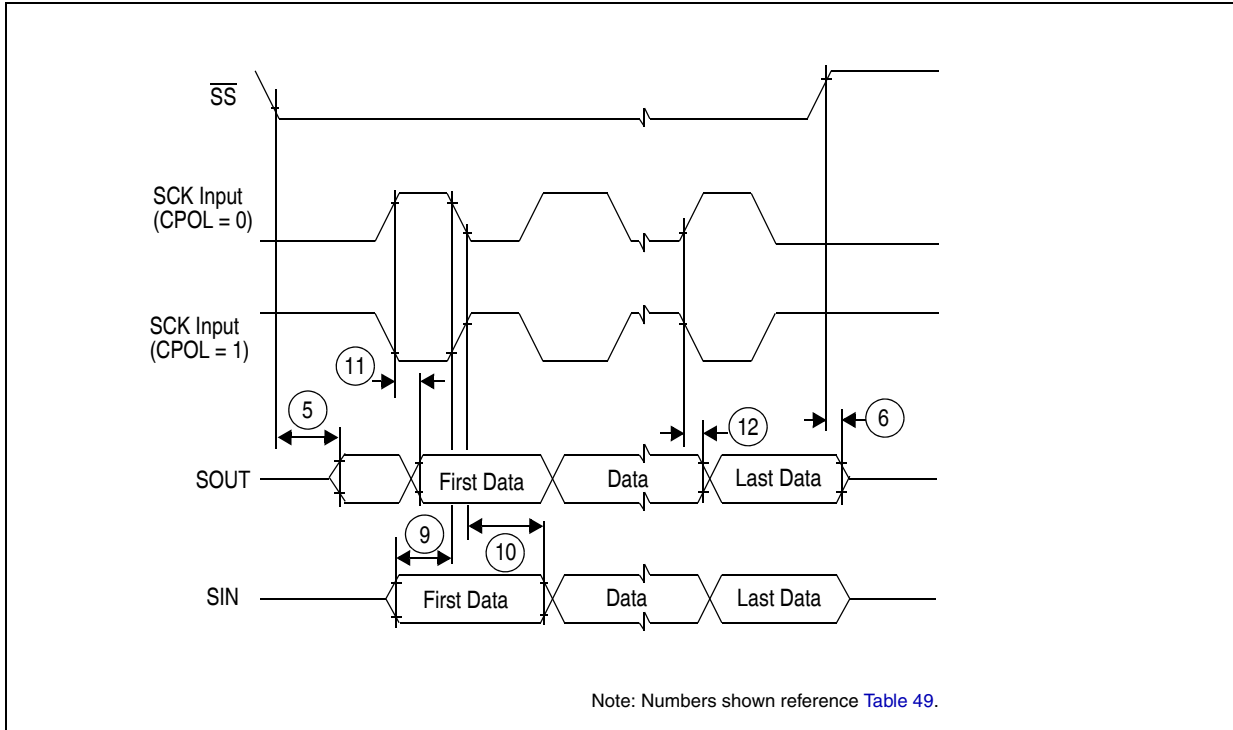 SS
SCK Input
(CPOL = 0)
SCK Input
(CPOL = 1)
11
5
12
6
SOUT
First Data
Data
Last Data
9
10
SIN
First Data
Data
Last Data
Note: Numbers shown reference Table 49.